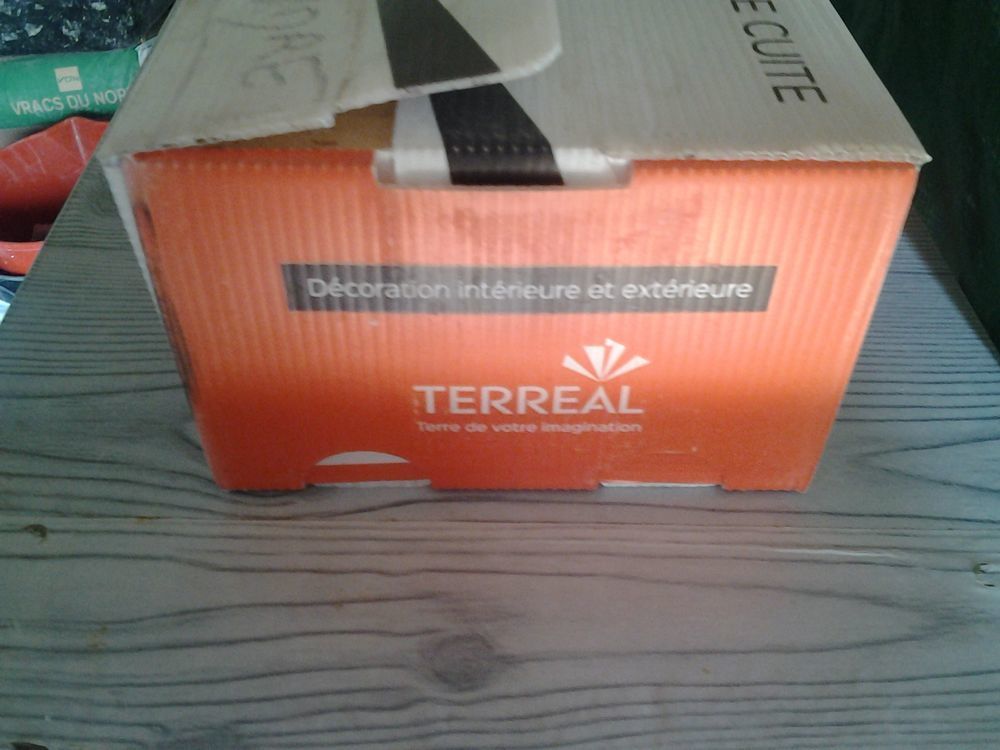 E CUITE
VRACS DU NOR
Décoration intérieure et extérieure
TERREAL
Terre de votre imagination